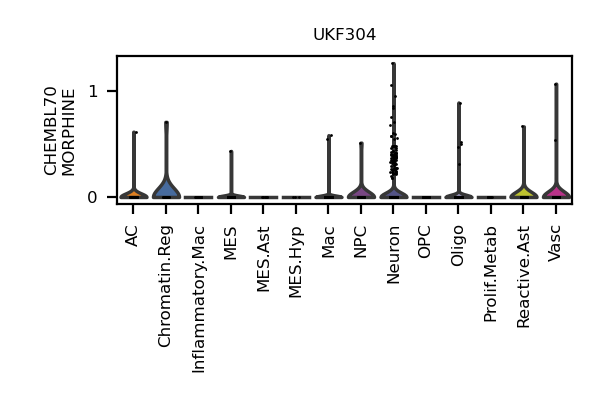 UKF304
CHEMBL70
MORPHINE
1
0
AC
Chromatin.Reg
Inflammatory.Mac
MES
MES.Ast
MES.Hyp
Mac
NPC
Neuron
OPC
Oligo
Prolif.Metab
Reactive.Ast
Vasc